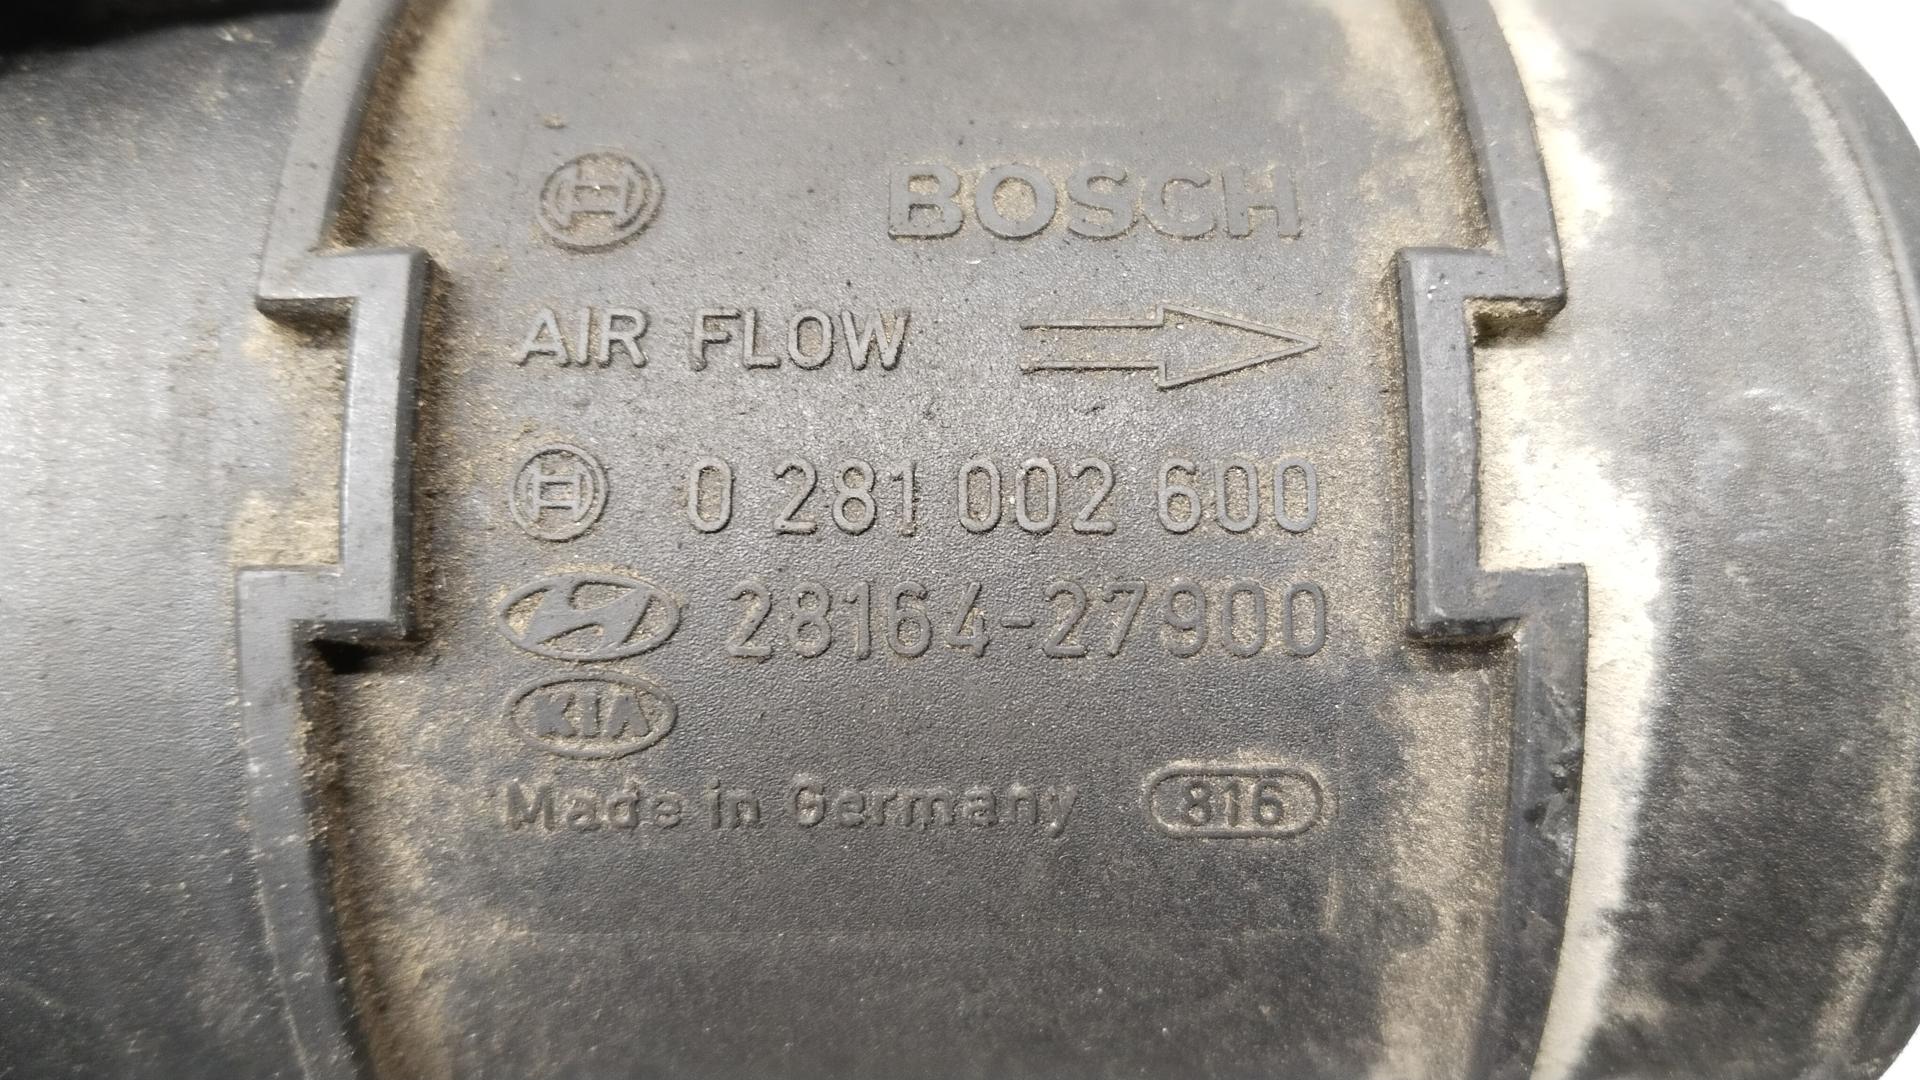 BOSCH
AIR FLOW
0 281 002 600
28164-27900
KIA
Made in Germany 816